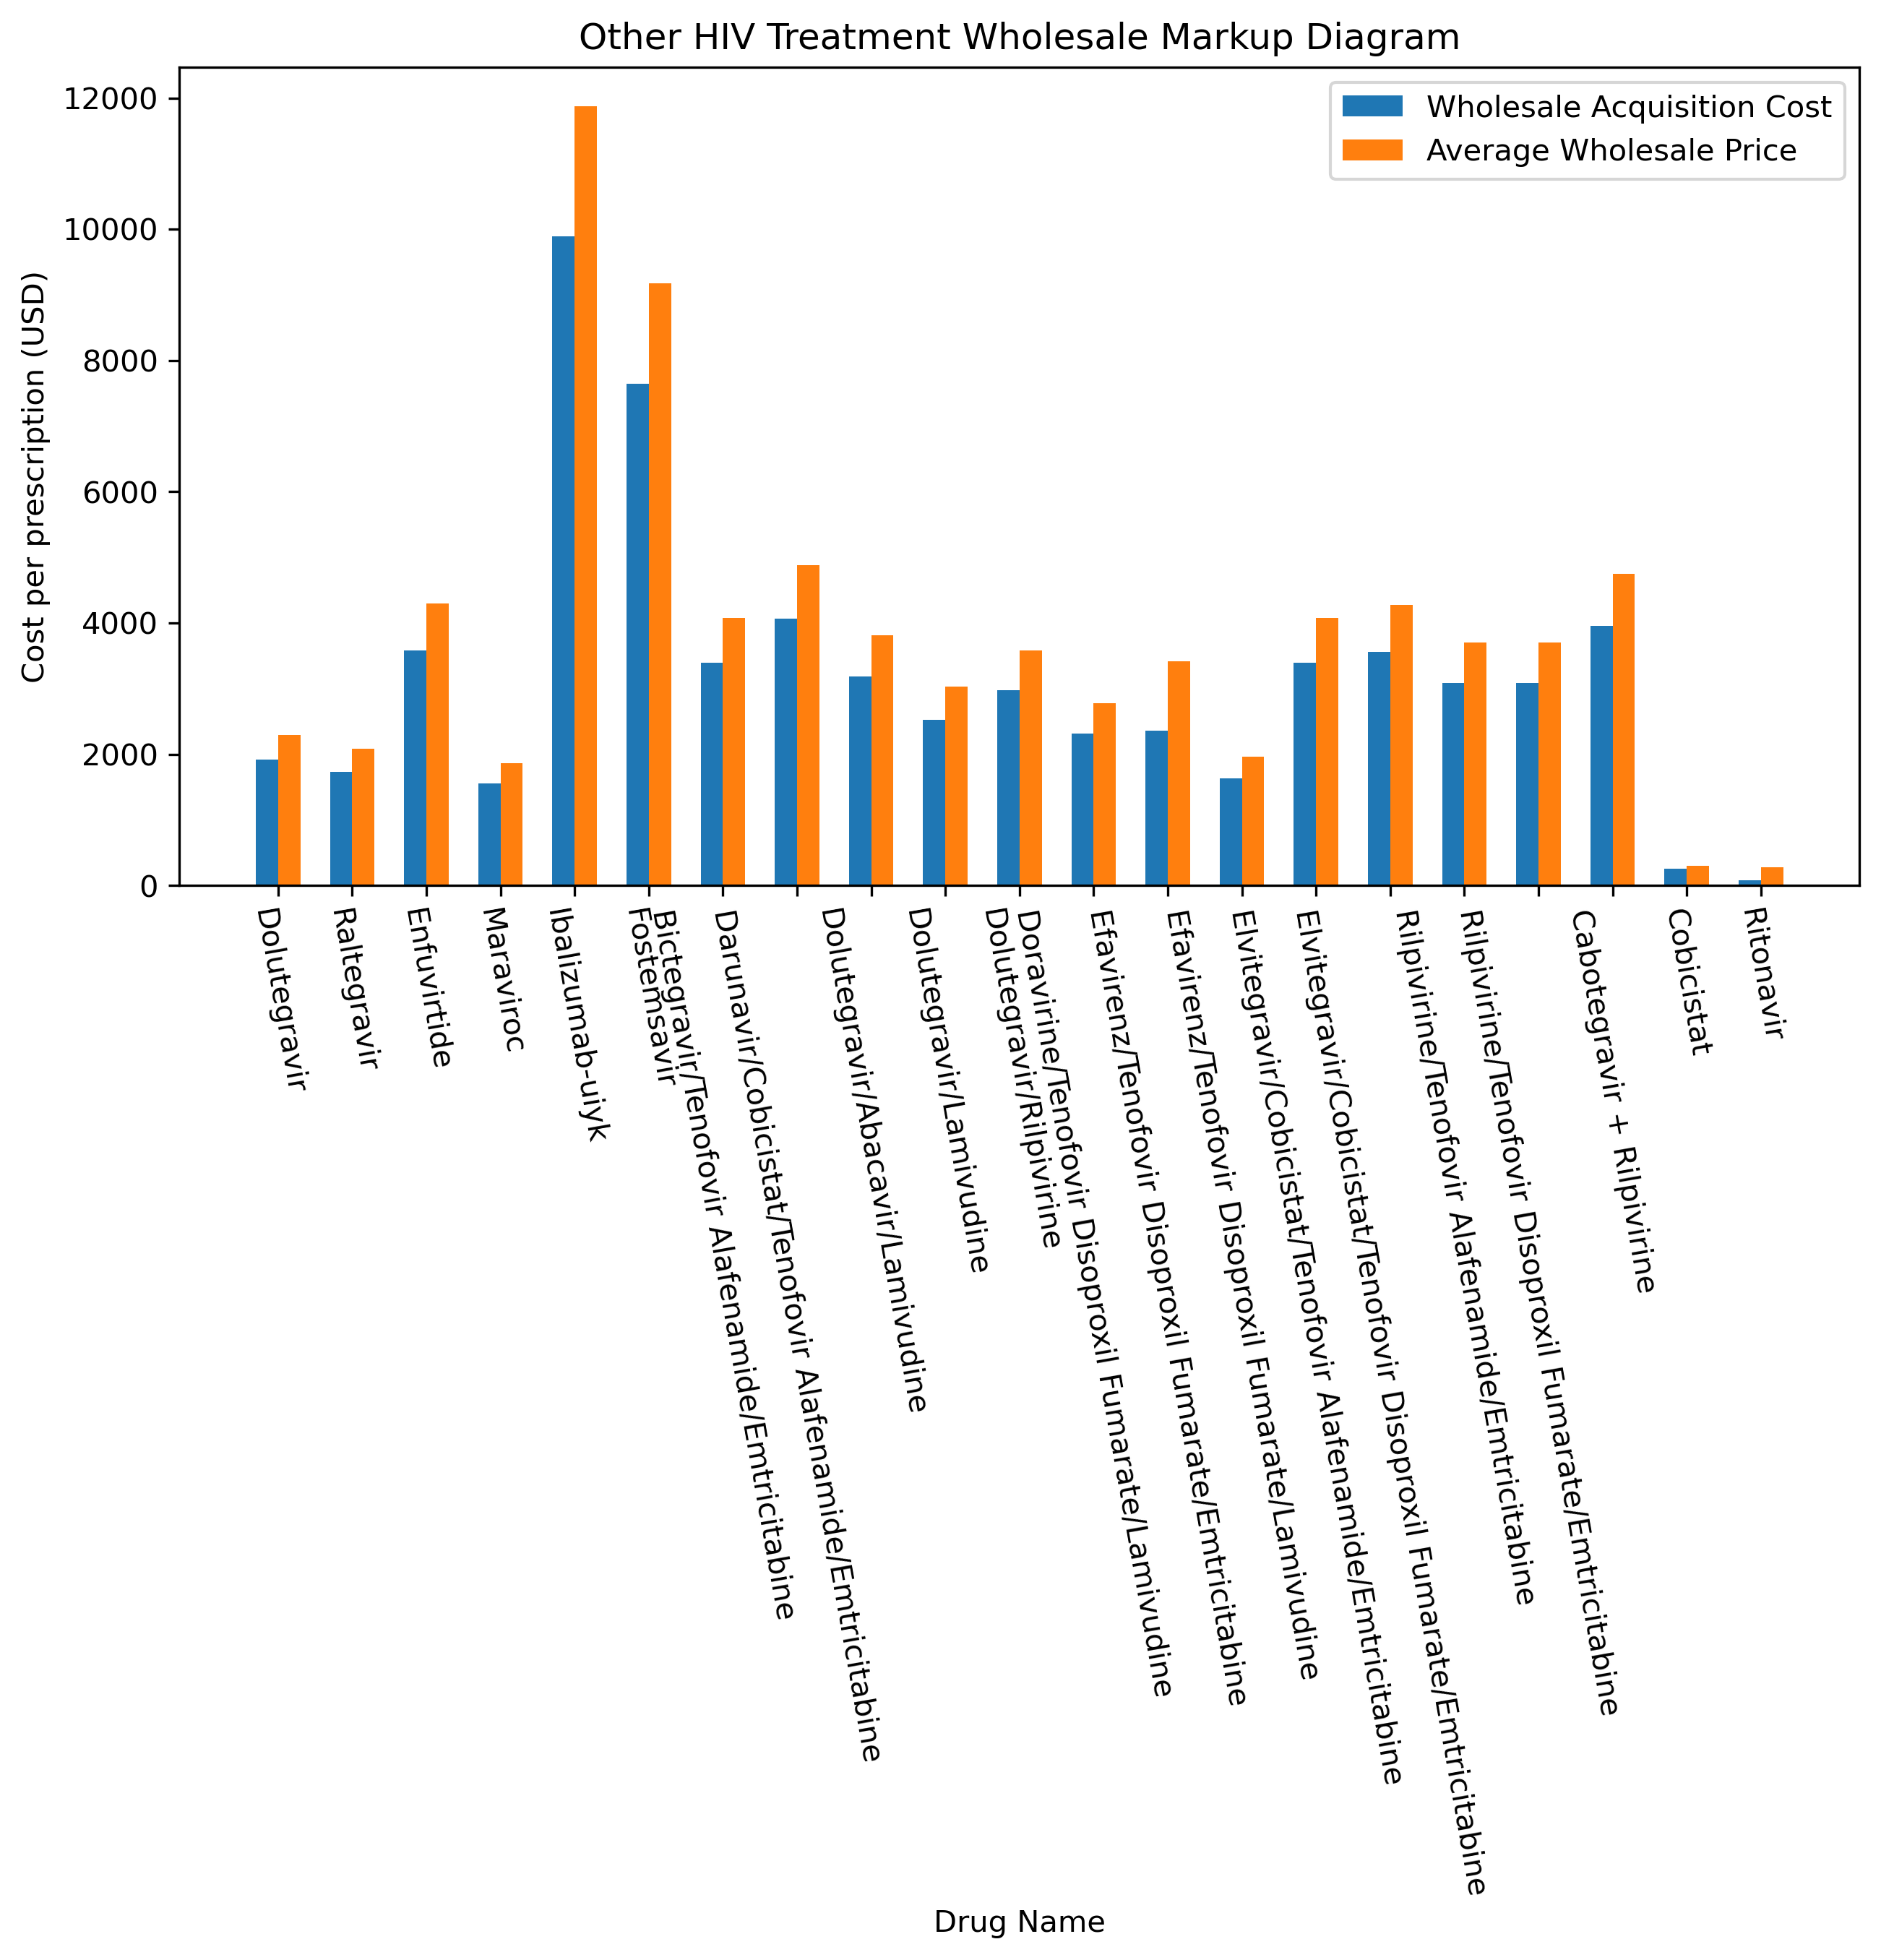 Other HIV Treatment Wholesale Markup Diagram
Wholesale Acquisition Cost
Average Wholesale Price
Cost per prescription (USD)
12000
10000
8000
6000
4000
2000
0
Dolutegravir
Raltegravir
Enfuvirtide
Maraviroc
Ibalizumab-uiyk
Fostemsavir
Bictegravir/Tenofovir Alafenamide/Emtricitabine
Darunavir/Cobicistat/Tenofovir Alafenamide/Emtricitabine
Dolutegravir/Abacavir/Lamivudine
Dolutegravir/Lamivudine
Dolutegravir/Rilpivirine
Doravirine/Tenofovir Disoproxil Fumarate/Lamivudine
Efavirenz/Tenofovir Disoproxil Fumarate/Emtricitabine
Efavirenz/Tenofovir Disoproxil Fumarate/Lamivudine
Elvitegravir/Cobicistat/Tenofovir Alafenamide/Emtricitabine
Elvitegravir/Cobicistat/Tenofovir Disoproxil Fumarate/Emtricitabine
Rilpivirine/Tenofovir Alafenamide/Emtricitabine
Rilpivirine/Tenofovir Disoproxil Fumarate/Emtricitabine
Cabotegravir + Rilpivirine
Cobicistat
Ritonavir
Drug Name